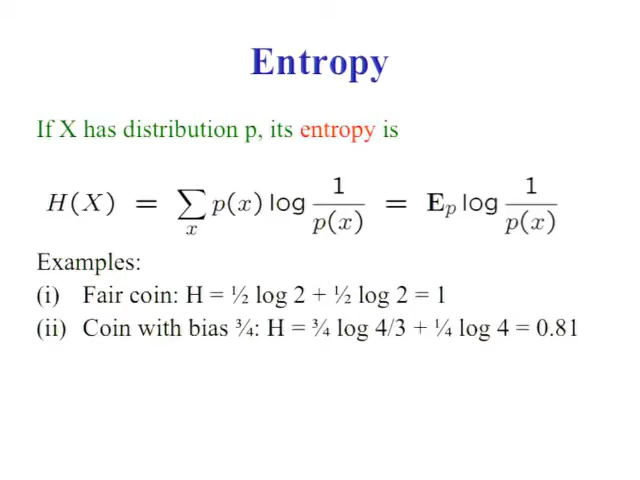 Entropy
If X has distribution p, its entropy is
H(X) = ∑ₓ p(x) log 1/p(x) = Eₚ log 1/p(x)
Examples:
(i) Fair coin: H = ½ log 2 + ½ log 2 = 1
(ii) Coin with bias ¾: H = ¾ log 4/3 + ¼ log 4 = 0.81